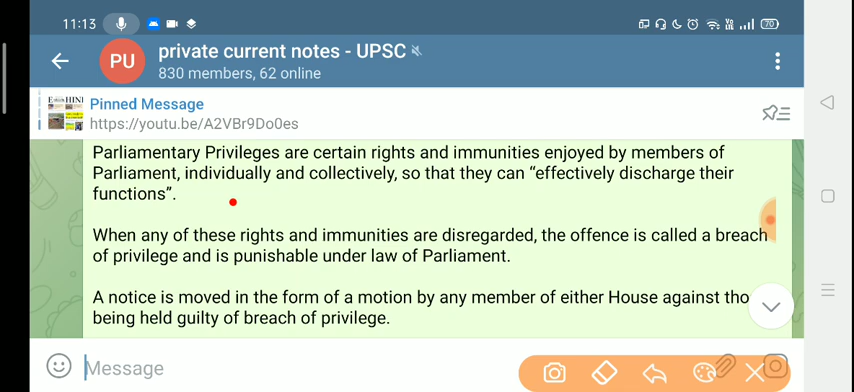 11:13
70
PU
private current notes - UPSC
830 members, 62 online
Pinned Message
https://youtu.be/A2VBr9Do0es
Parliamentary Privileges are certain rights and immunities enjoyed by members of
Parliament, individually and collectively, so that they can “effectively discharge their
functions”.
When any of these rights and immunities are disregarded, the offence is called a breach
of privilege and is punishable under law of Parliament.
A notice is moved in the form of a motion by any member of either House against tho
being held guilty of breach of privilege.
Message